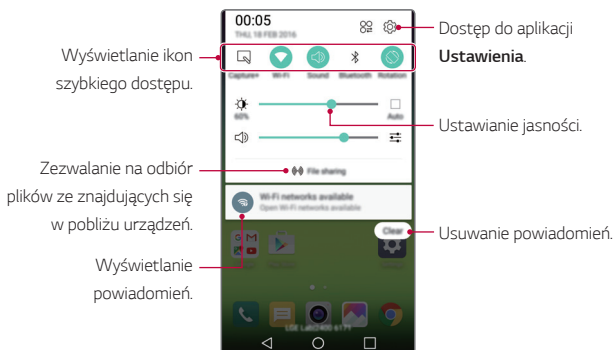 00:05
THU, 18 FEB 2016
Capture+ Wi-Fi Sound Bluetooth Rotation
60%
Auto
File sharing
Wi-Fi networks available
Open Wi-Fi networks available
Clear
Wyświetlanie ikon
szybkiego dostępu.
Zezwalanie na odbiór
plików ze znajdujących się
w pobliżu urządzeń.
Wyświetlanie
powiadomień.
Dostęp do aplikacji
Ustawienia.
Ustawianie jasności.
Usuwanie powiadomień.